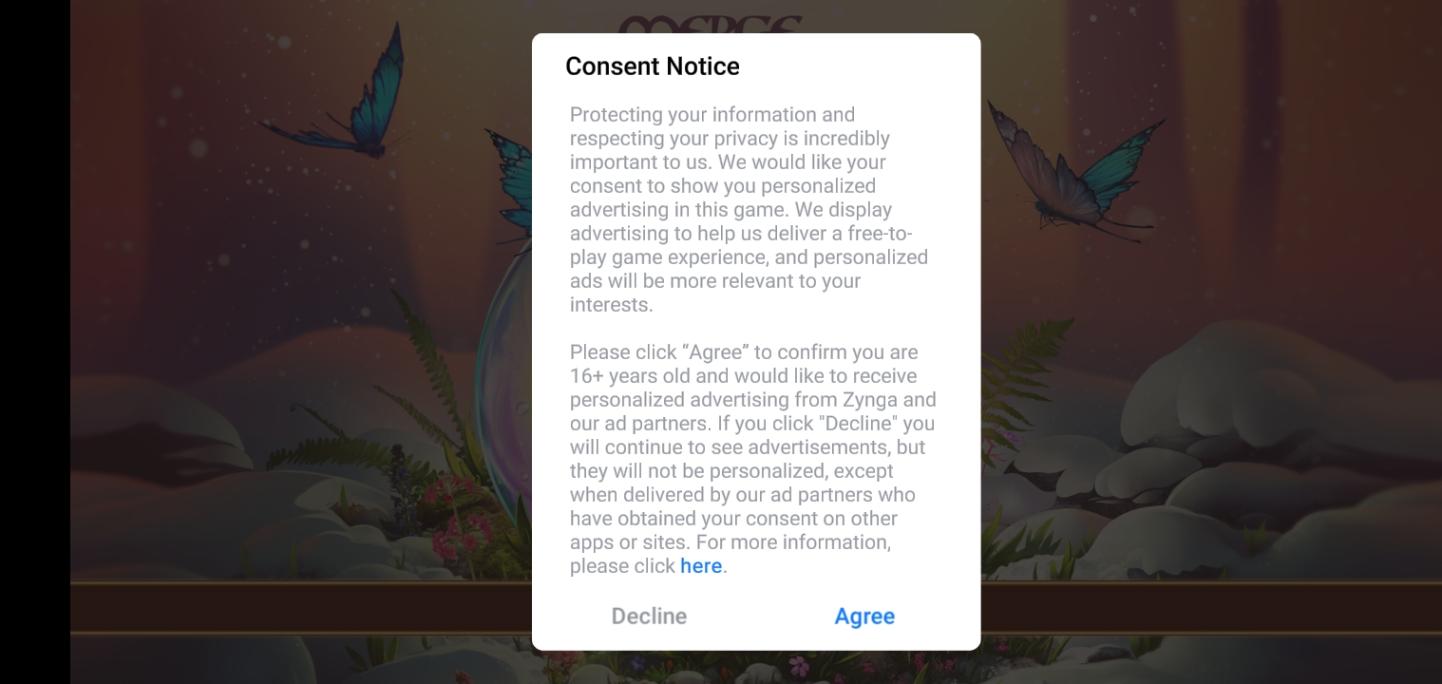 MERGE
Consent Notice
Protecting your information and
respecting your privacy is incredibly
important to us. We would like your
consent to show you personalized
advertising in this game. We display
advertising to help us deliver a free-to-
play game experience, and personalized
ads will be more relevant to your
interests.
Please click “Agree” to confirm you are
16+ years old and would like to receive
personalized advertising from Zynga and
our ad partners. If you click "Decline" you
will continue to see advertisements, but
they will not be personalized, except
when delivered by our ad partners who
have obtained your consent on other
apps or sites. For more information,
please click here.
Decline Agree